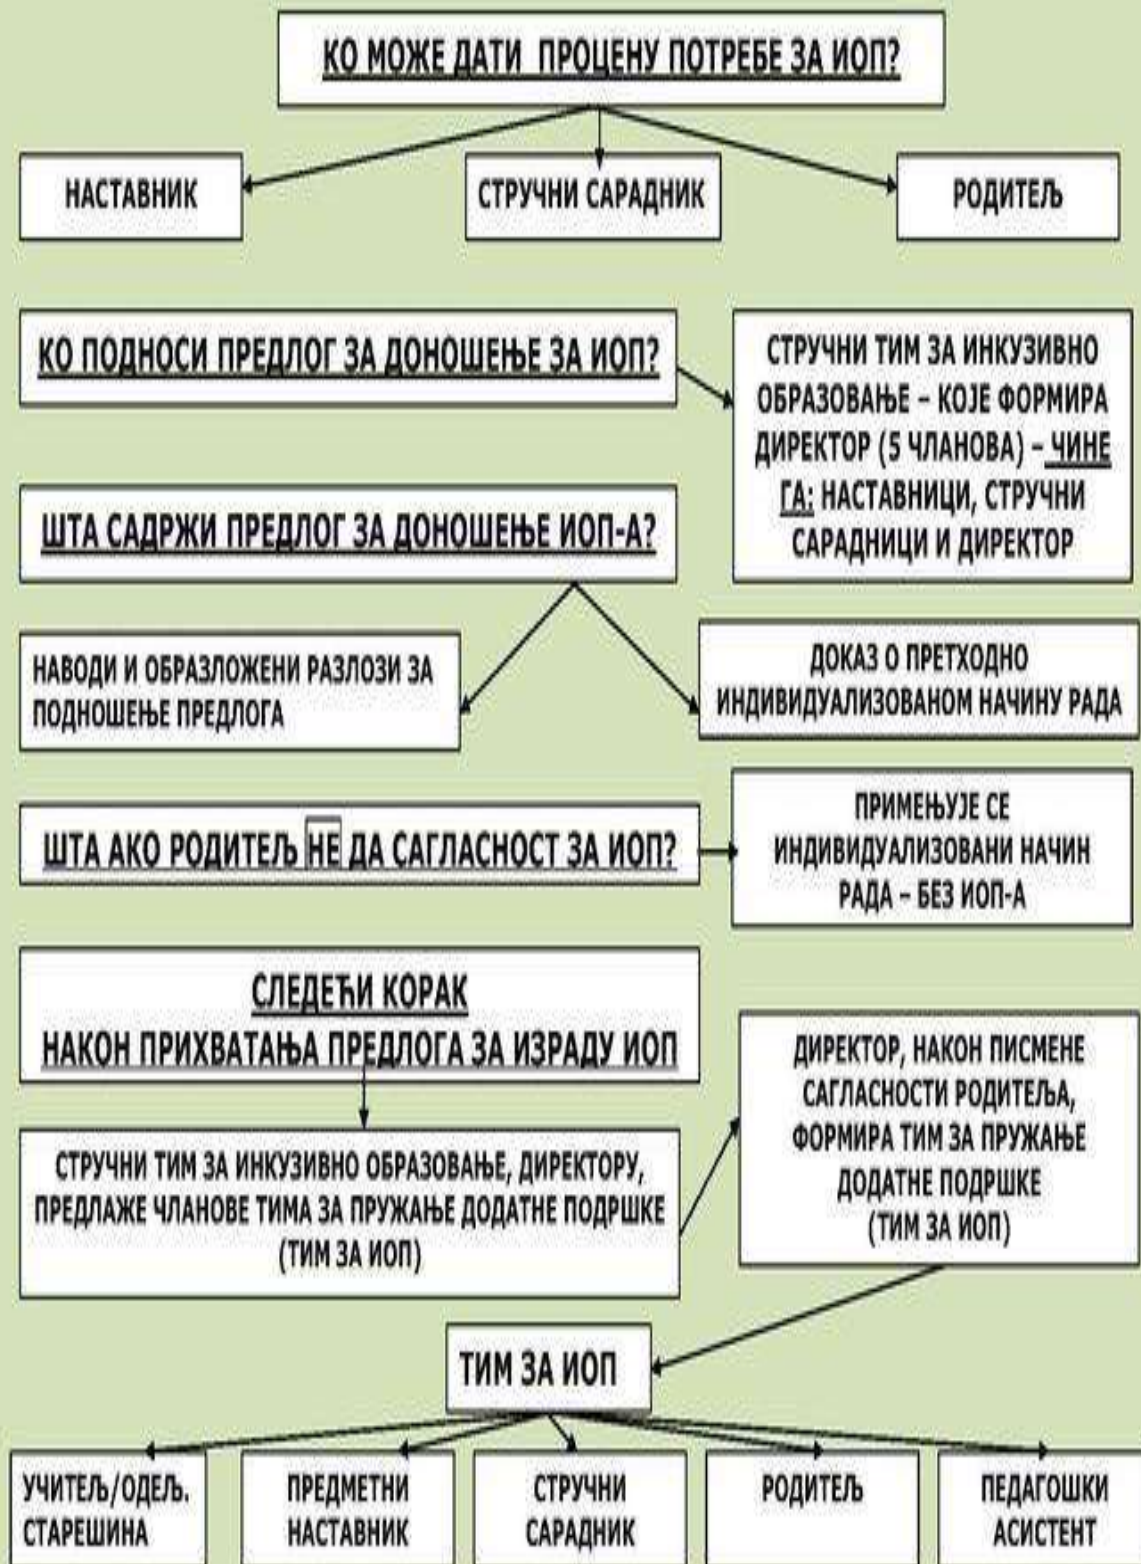 КО МОЖЕ ДАТИ ПРОЦЕНУ ПОТРЕБЕ ЗА ИОП?
НАСТАВНИК
СТРУЧНИ САРАДНИК
РОДИТЕЉ
КО ПОДНОСИ ПРЕДЛОГ ЗА ДОНОШЕЊЕ ЗА ИОП?
СТРУЧНИ ТИМ ЗА ИНКУЗИВНО
ОБРАЗОВАЊЕ – КОЈЕ ФОРМИРА
ДИРЕКТОР (5 ЧЛАНОВА) – ЧИНЕ
ГА: НАСТАВНИЦИ, СТРУЧНИ
САРАДНИЦИ И ДИРЕКТОР
ШТА САДРЖИ ПРЕДЛОГ ЗА ДОНОШЕЊЕ ИОП-А?
НАВОДИ И ОБРАЗЛОЖЕНИ РАЗЛОЗИ ЗА
ПОДНОШЕЊЕ ПРЕДЛОГА
ДОКАЗ О ПРЕТХОДНО
ИНДИВИДУАЛИЗОВАНОМ НАЧИНУ РАДА
ШТА АКО РОДИТЕЉ НЕ ДА САГЛАСНОСТ ЗА ИОП?
ПРИМЕЊУЈЕ СЕ
ИНДИВИДУАЛИЗОВАНИ НАЧИН
РАДА – БЕЗ ИОП-А
СЛЕДЕЋИ КОРАК
НАКОН ПРИХВАТАЊА ПРЕДЛОГА ЗА ИЗРАДУ ИОП
СТРУЧНИ ТИМ ЗА ИНКУЗИВНО ОБРАЗОВАЊЕ, ДИРЕКТОРУ,
ПРЕДЛАЖЕ ЧЛАНОВЕ ТИМА ЗА ПРУЖАЊЕ ДОДАТНЕ ПОДРШКЕ
(ТИМ ЗА ИОП)
ДИРЕКТОР, НАКОН ПИСМЕНЕ
САГЛАСНОСТИ РОДИТЕЉА,
ФОРМИРА ТИМ ЗА ПРУЖАЊЕ
ДОДАТНЕ ПОДРШКЕ
(ТИМ ЗА ИОП)
ТИМ ЗА ИОП
УЧИТЕЉ/ОДЕЉ.
СТАРЕШИНА
ПРЕДМЕТНИ
НАСТАВНИК
СТРУЧНИ
САРАДНИК
РОДИТЕЉ
ПЕДАГОШКИ
АСИСТЕНТ